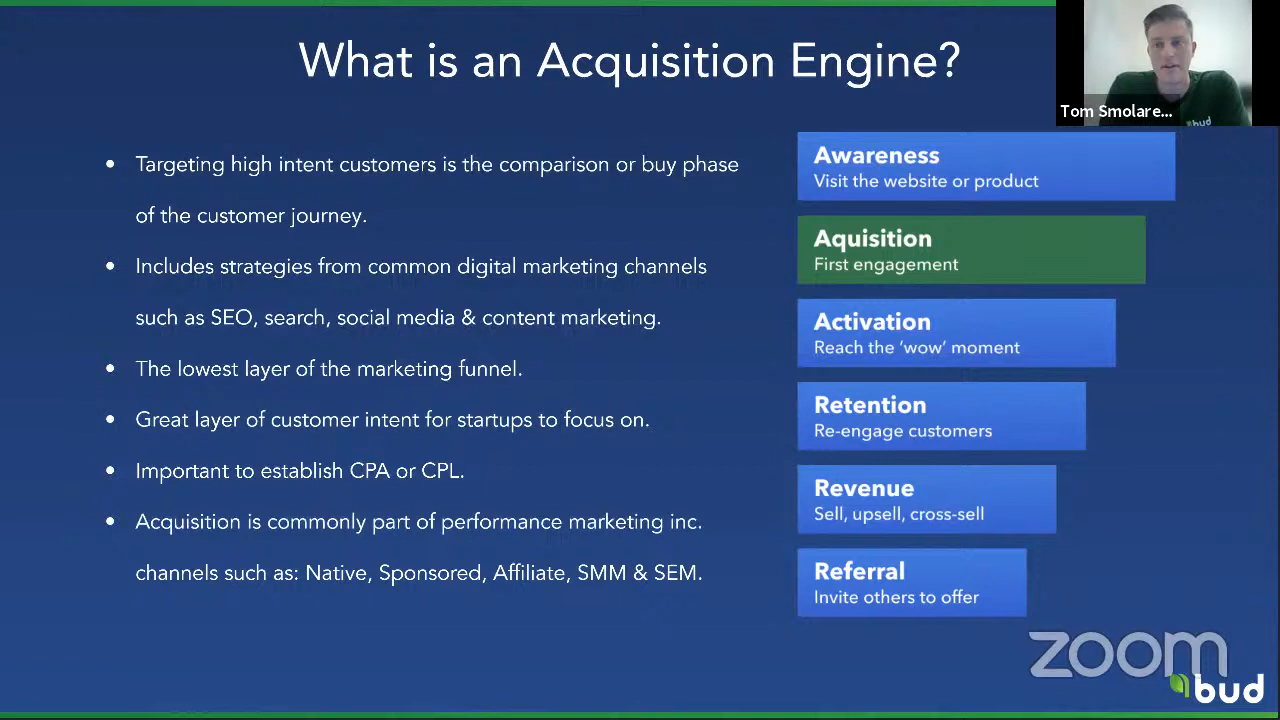 What is an Acquisition Engine?
Tom Smolare...
bud
• Targeting high intent customers is the comparison or buy phase
of the customer journey.
• Includes strategies from common digital marketing channels
such as SEO, search, social media & content marketing.
• The lowest layer of the marketing funnel.
• Great layer of customer intent for startups to focus on.
• Important to establish CPA or CPL.
• Acquisition is commonly part of performance marketing inc.
channels such as: Native, Sponsored, Affiliate, SMM & SEM.
Awareness
Visit the website or product
Aquisition
First engagement
Activation
Reach the ‘wow’ moment
Retention
Re-engage customers
Revenue
Sell, upsell, cross-sell
Referral
Invite others to offer
zoom
bud